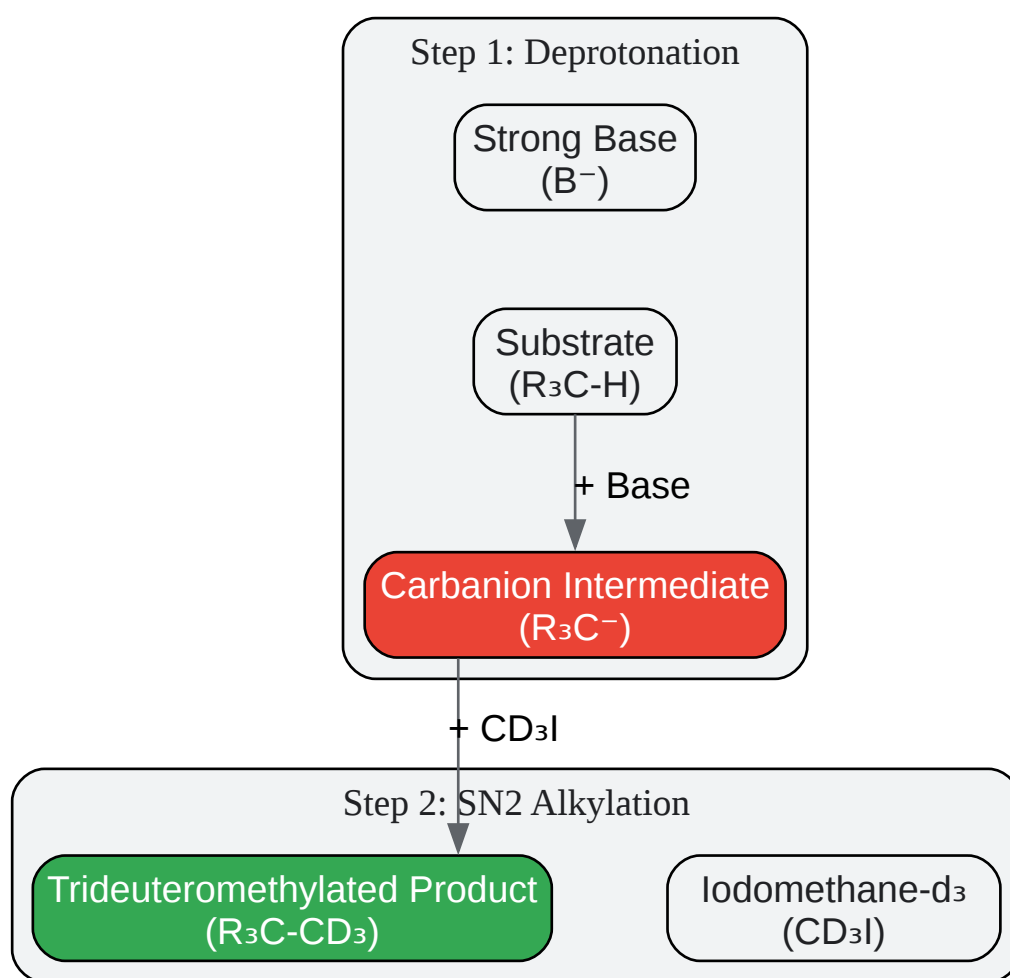 Step 1: Deprotonation
Strong Base
(B⁻)
Substrate
(R₃C-H)
+ Base
Carbanion Intermediate
(R₃C⁻)
+ CD₃I
Step 2: SN2 Alkylation
Trideuteromethylated Product
(R₃C-CD₃)
Iodomethane-d₃
(CD₃I)